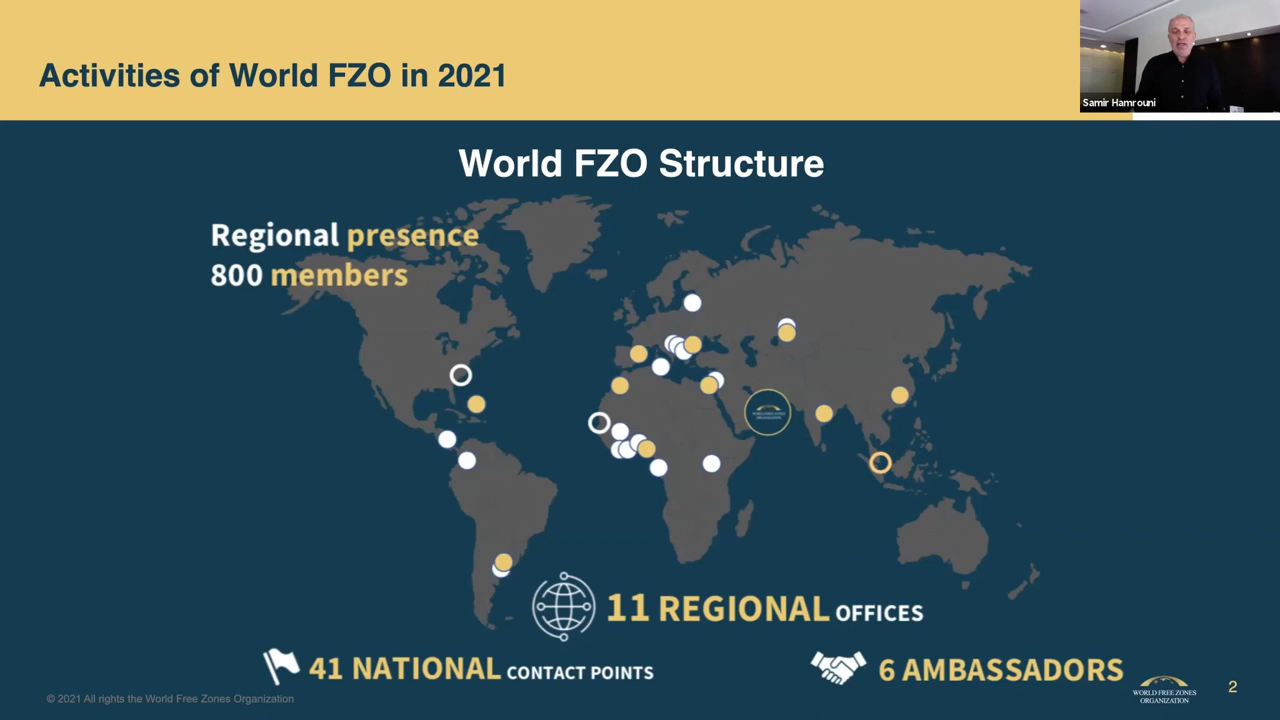 Activities of World FZO in 2021
Samir Hamrouni
World FZO Structure
Regional presence
800 members
11 REGIONAL OFFICES
41 NATIONAL CONTACT POINTS
6 AMBASSADORS
© 2021 All rights the World Free Zones Organization
WORLD FREE ZONES
ORGANIZATION
2